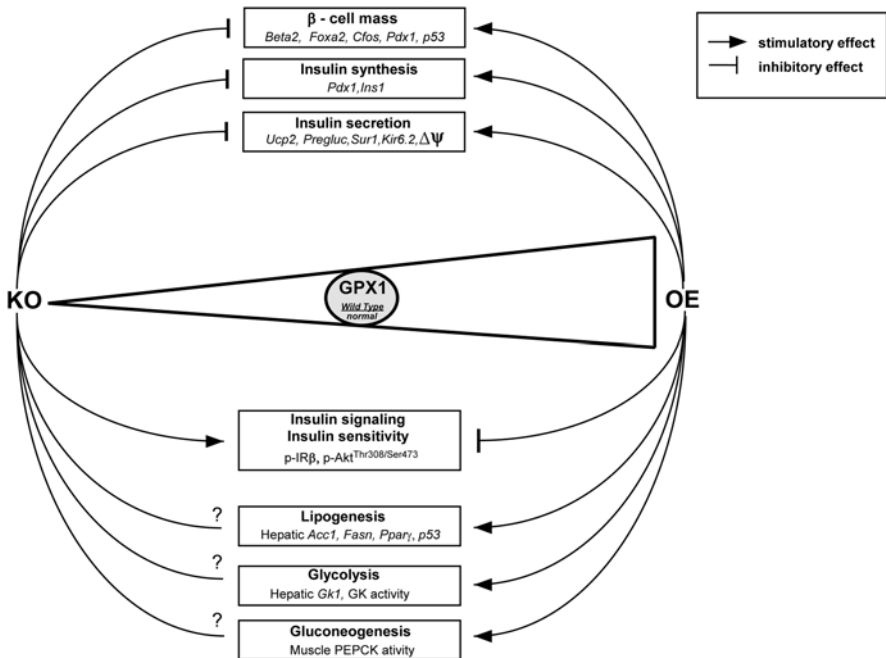 β - cell mass
Beta2, Foxa2, Cfos, Pdx1, p53
Insulin synthesis
Pdx1,Ins1
Insulin secretion
Ucp2, Pregluc,Sur1,Kir6.2,ΔΨ
stimulatory effect
inhibitory effect
KO
GPX1
Wild Type
normal
OE
Insulin signaling
Insulin sensitivity
p-IRβ, p-Akt^Thr308/Ser473
?
Lipogenesis
Hepatic Acc1, Fasn, Pparγ, p53
?
Glycolysis
Hepatic Gk1, GK activity
?
Gluconeogenesis
Muscle PEPCK ativity